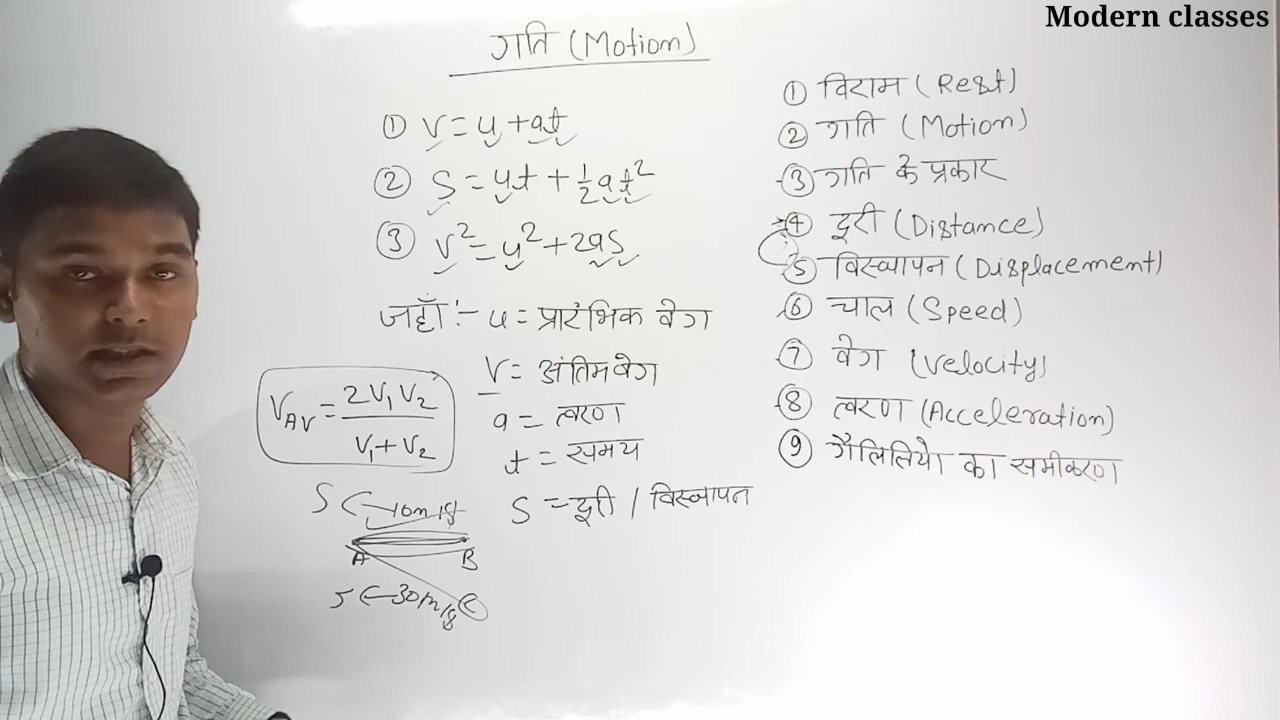 Modern classes
गति (Motion)
① v = u + at
② S = ut + ½at²
③ v² = u² + 2as
जहाँ :- u = प्रारंभिक वेग
v = अंतिम वेग
a = त्वरण
t = समय
S = दूरी / विस्थापन
V_AV = 2V₁V₂ / V₁+V₂
10m/s
A B
30m/s
① विराम (Rest)
② गति (Motion)
③ गति के प्रकार
④ दूरी (Distance)
⑤ विस्थापन (Displacement)
⑥ चाल (Speed)
⑦ वेग (Velocity)
⑧ त्वरण (Acceleration)
⑨ गैलिलियो का समीकरण